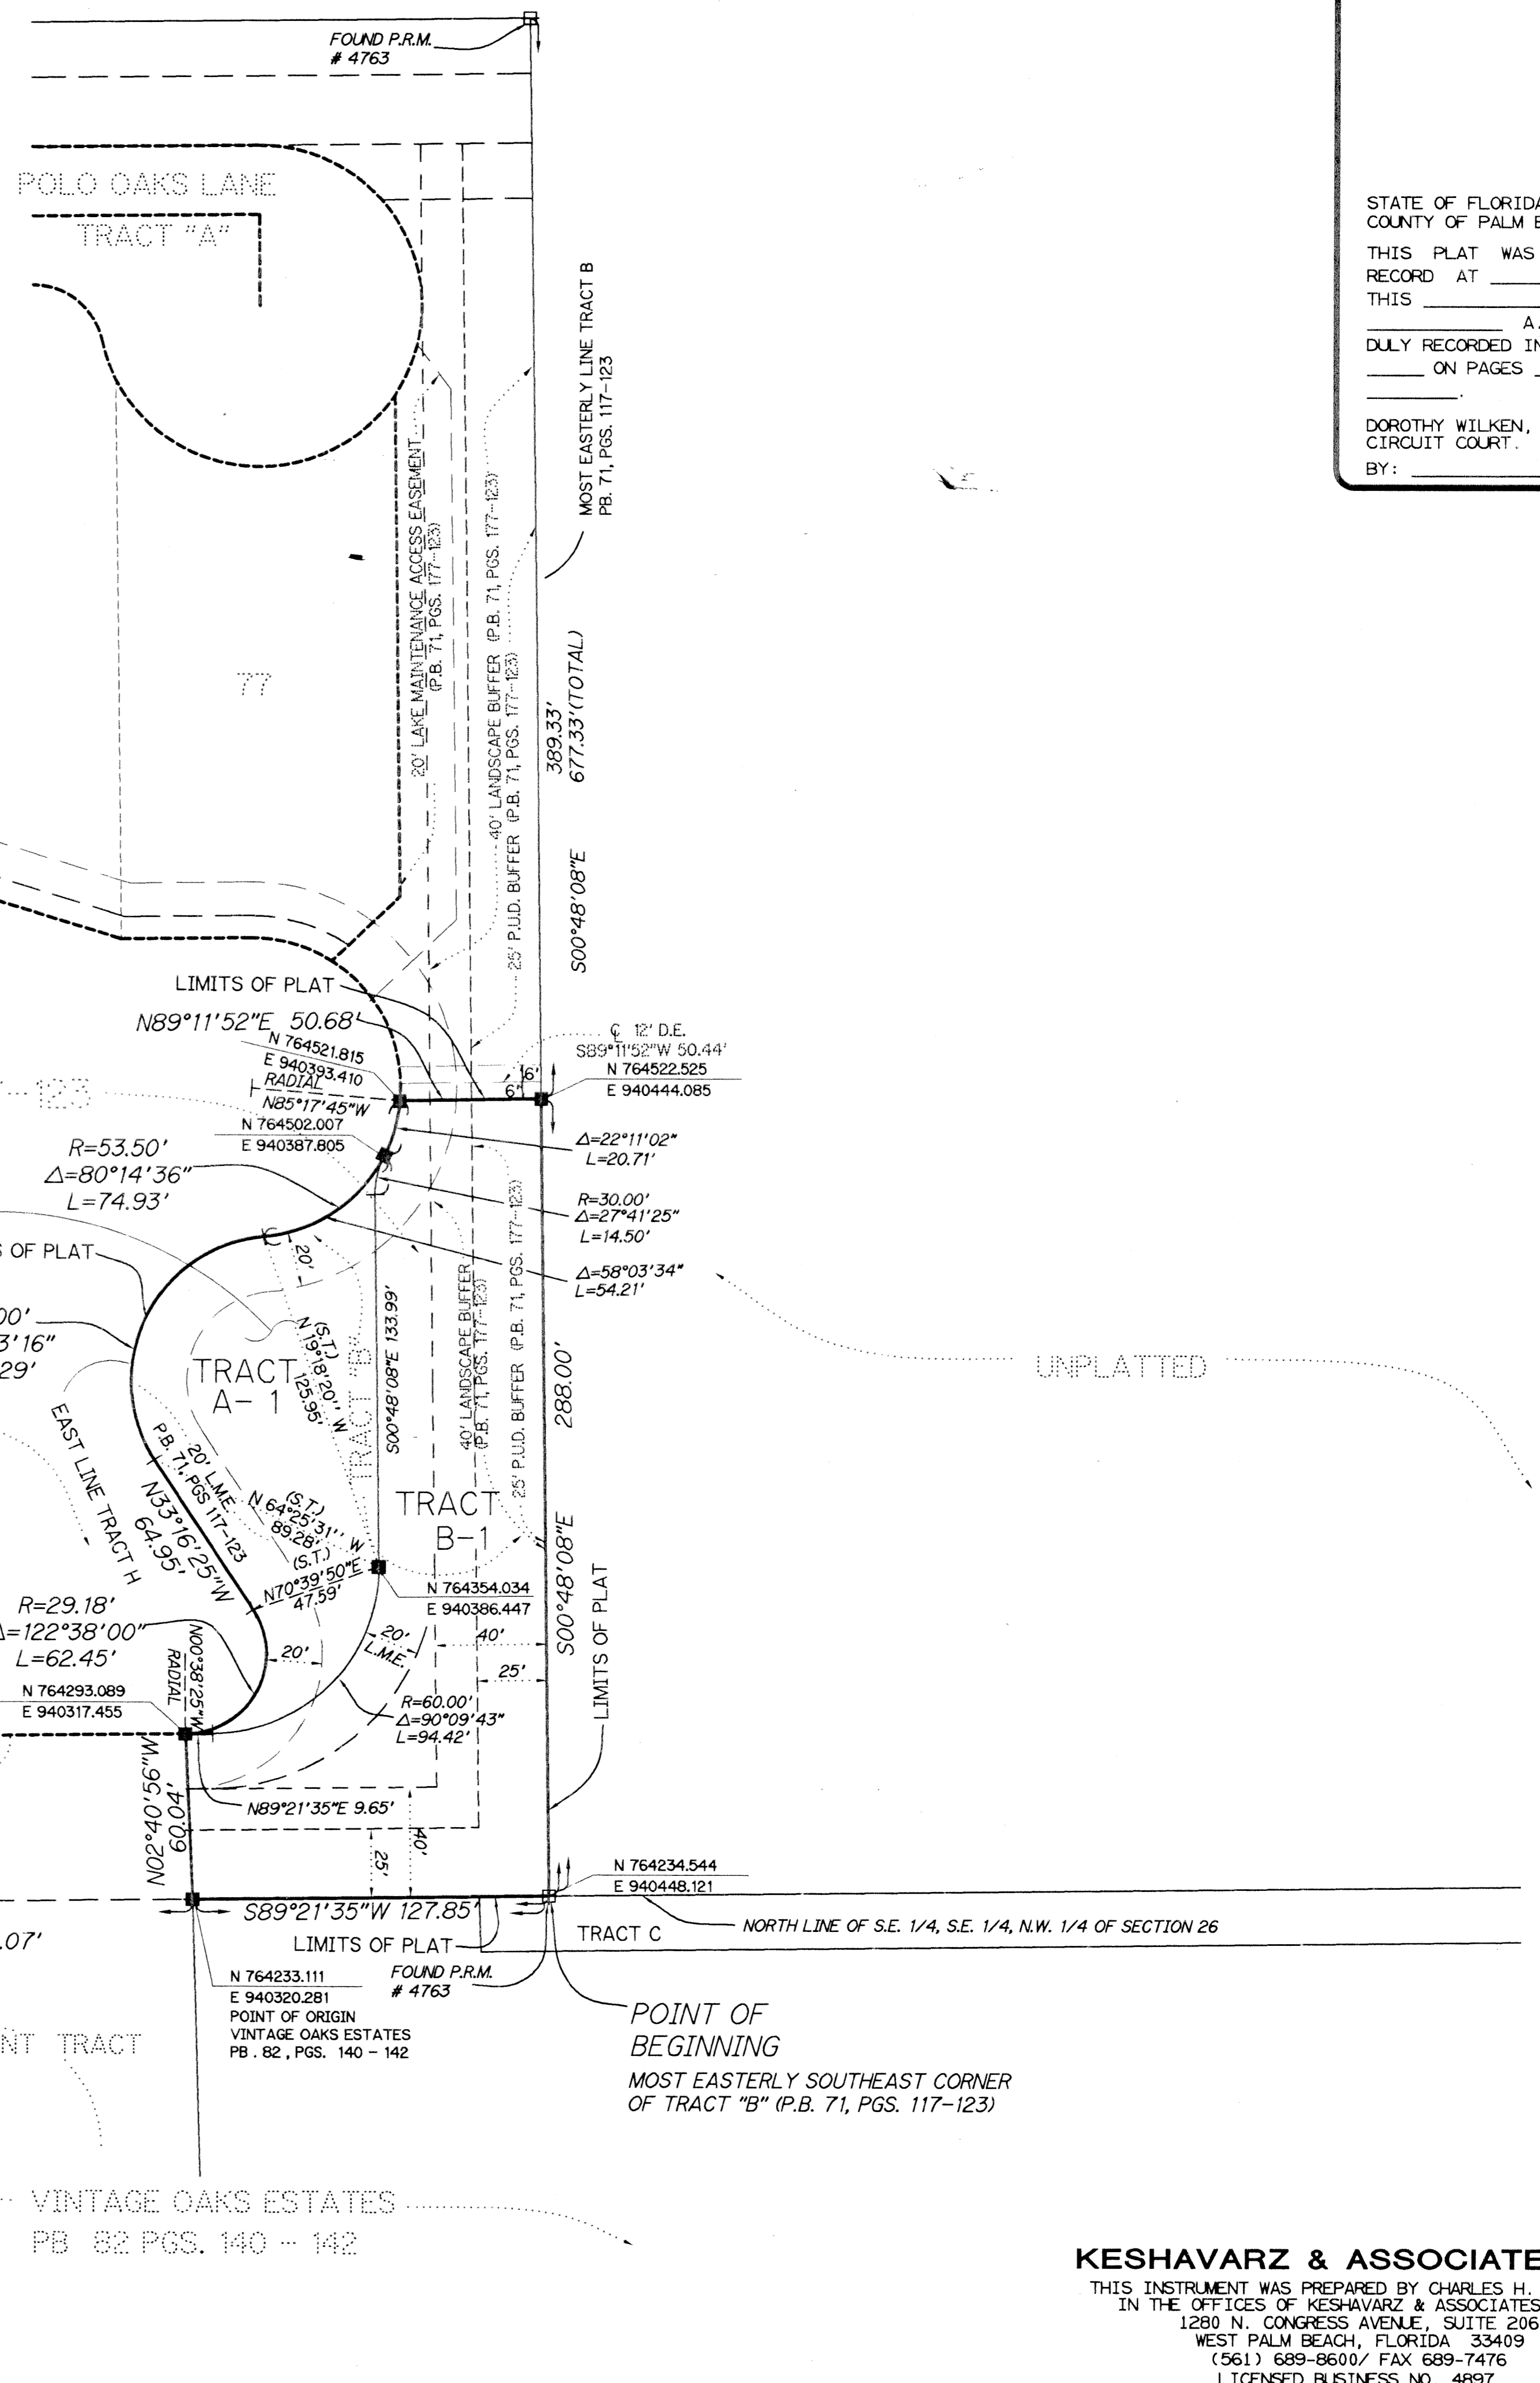 FOUND P.R.M.
# 4763
POLO OAKS LANE
TRACT "A"
STATE OF FLORIDA
COUNTY OF PALM B
THIS PLAT WAS
RECORD AT
THIS
A.
DULY RECORDED IN
ON PAGES
DOROTHY WILKEN,
CIRCUIT COURT.
BY:
MOST EASTERLY LINE TRACT B
PB. 71, PGS. 117-123
20' LAKE MAINTENANCE ACCESS EASEMENT
(P.B. 71, PGS. 177-123)
40' LANDSCAPE BUFFER (P.B. 71, PGS. 177-123)
25' P.U.D. BUFFER (P.B. 71, PGS. 177-123)
77
389.33'
677.33'(TOTAL)
S00°48'08"E
LIMITS OF PLAT
N89°11'52"E 50.68'
N 764521.815
E 940393.410
RADIAL
N85°17'45"W
N 764502.007
E 940387.805
℄ 12' D.E.
S89°11'52"W 50.44'
6'
6'
N 764522.525
E 940444.085
-123
R=53.50'
Δ=80°14'36"
L=74.93'
Δ=22°11'02"
L=20.71'
R=30.00'
Δ=27°41'25"
L=14.50'
Δ=58°03'34"
L=54.21'
S OF PLAT
00'
3'16"
29'
20'
TRACT
A-1
(S.T.)
N 19°18'20'' W
125.95'
TRACT "B"
S00°48'08"E 133.99'
40' LANDSCAPE BUFFER
(P.B. 71, PGS. 177-123)
25' P.U.D. BUFFER (P.B. 71, PGS. 177-123)
288.00'
S00°48'08"E
UNPLATTED
EAST LINE TRACT H
20' L.M.E.
P.B. 71, PGS 117-123
N33°16'25"W
64.95'
(S.T.)
N 64°25'31'' W
89.28'
(S.T.)
N70°39'50"E
47.59'
TRACT
B-1
N 764354.034
E 940386.447
LIMITS OF PLAT
R=29.18'
Δ=122°38'00"
L=62.45'
N00°38'25"W
RADIAL
20'
20'
L.M.E.
40'
25'
N 764293.089
E 940317.455
R=60.00'
Δ=90°09'43"
L=94.42'
N02°40'56"W
60.04'
N89°21'35"E 9.65'
25'
40'
N 764234.544
E 940448.121
S89°21'35"W 127.85'
TRACT C
NORTH LINE OF S.E. 1/4, S.E. 1/4, N.W. 1/4 OF SECTION 26
.07'
LIMITS OF PLAT
FOUND P.R.M.
# 4763
N 764233.111
E 940320.281
POINT OF ORIGIN
VINTAGE OAKS ESTATES
PB . 82 , PGS. 140 - 142
POINT OF
BEGINNING
MOST EASTERLY SOUTHEAST CORNER
OF TRACT "B" (P.B. 71, PGS. 117-123)
NT TRACT
VINTAGE OAKS ESTATES
PB 82 PGS. 140 - 142
KESHAVARZ & ASSOCIATE
THIS INSTRUMENT WAS PREPARED BY CHARLES H.
IN THE OFFICES OF KESHAVARZ & ASSOCIATES
1280 N. CONGRESS AVENUE, SUITE 206
WEST PALM BEACH, FLORIDA 33409
(561) 689-8600/ FAX 689-7476
LICENSED BUSINESS NO. 4897